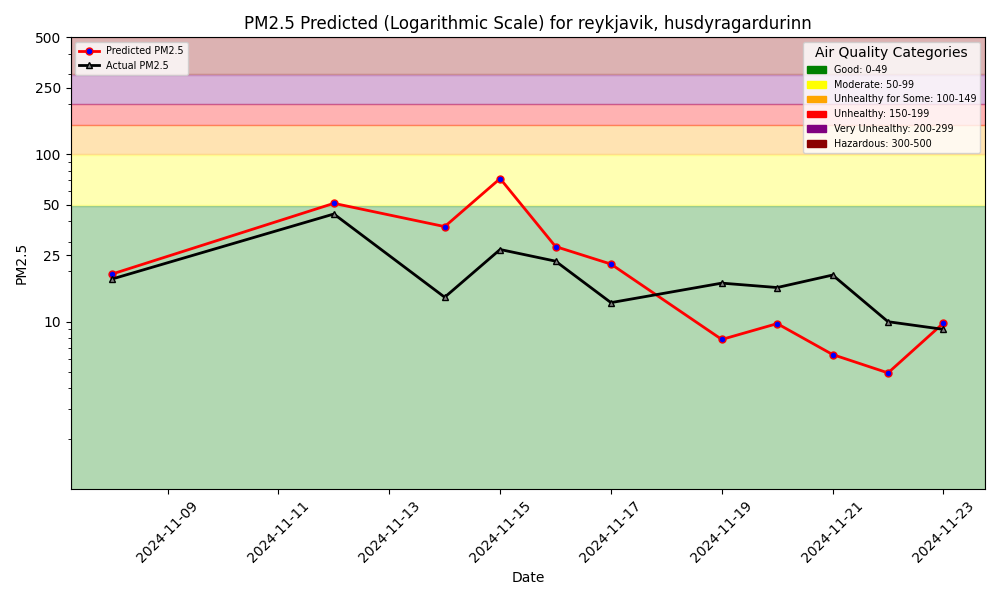 PM2.5 Predicted (Logarithmic Scale) for reykjavik, husdyragardurinn
Predicted PM2.5
Actual PM2.5
Air Quality Categories
Good: 0-49
Moderate: 50-99
Unhealthy for Some: 100-149
Unhealthy: 150-199
Very Unhealthy: 200-299
Hazardous: 300-500
PM2.5
500
250
100
50
25
10
2024-11-09
2024-11-11
2024-11-13
2024-11-15
2024-11-17
2024-11-19
2024-11-21
2024-11-23
Date